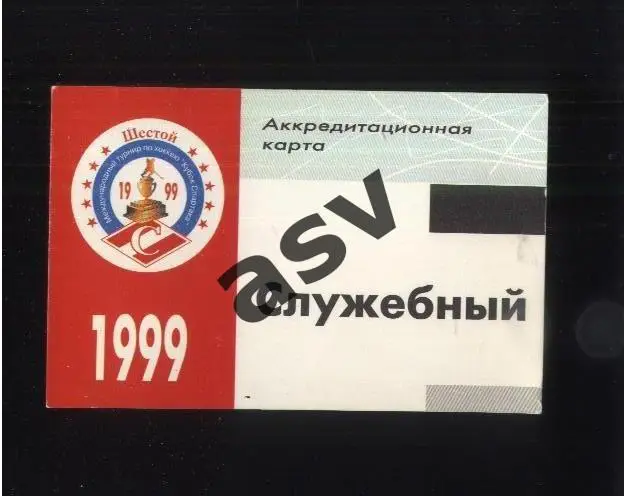 Шестой
Международный турнир по хоккею "Кубок Спартака"
19 99
С
1999
Аккредитационная
карта
Служебный
asv